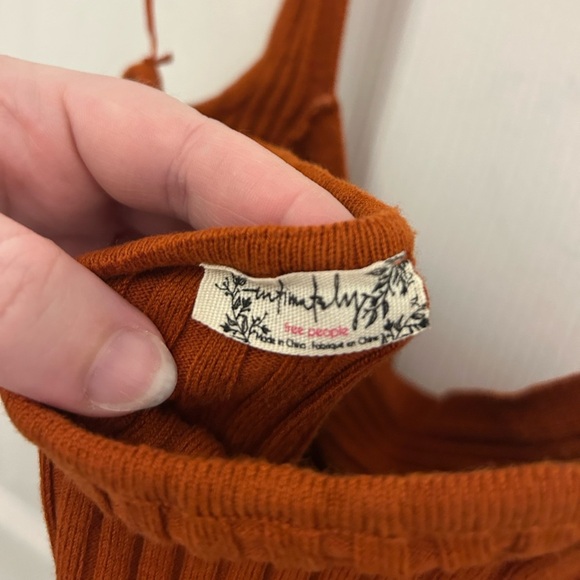 intimately
free people
Made in China . Fabriqué en Chine